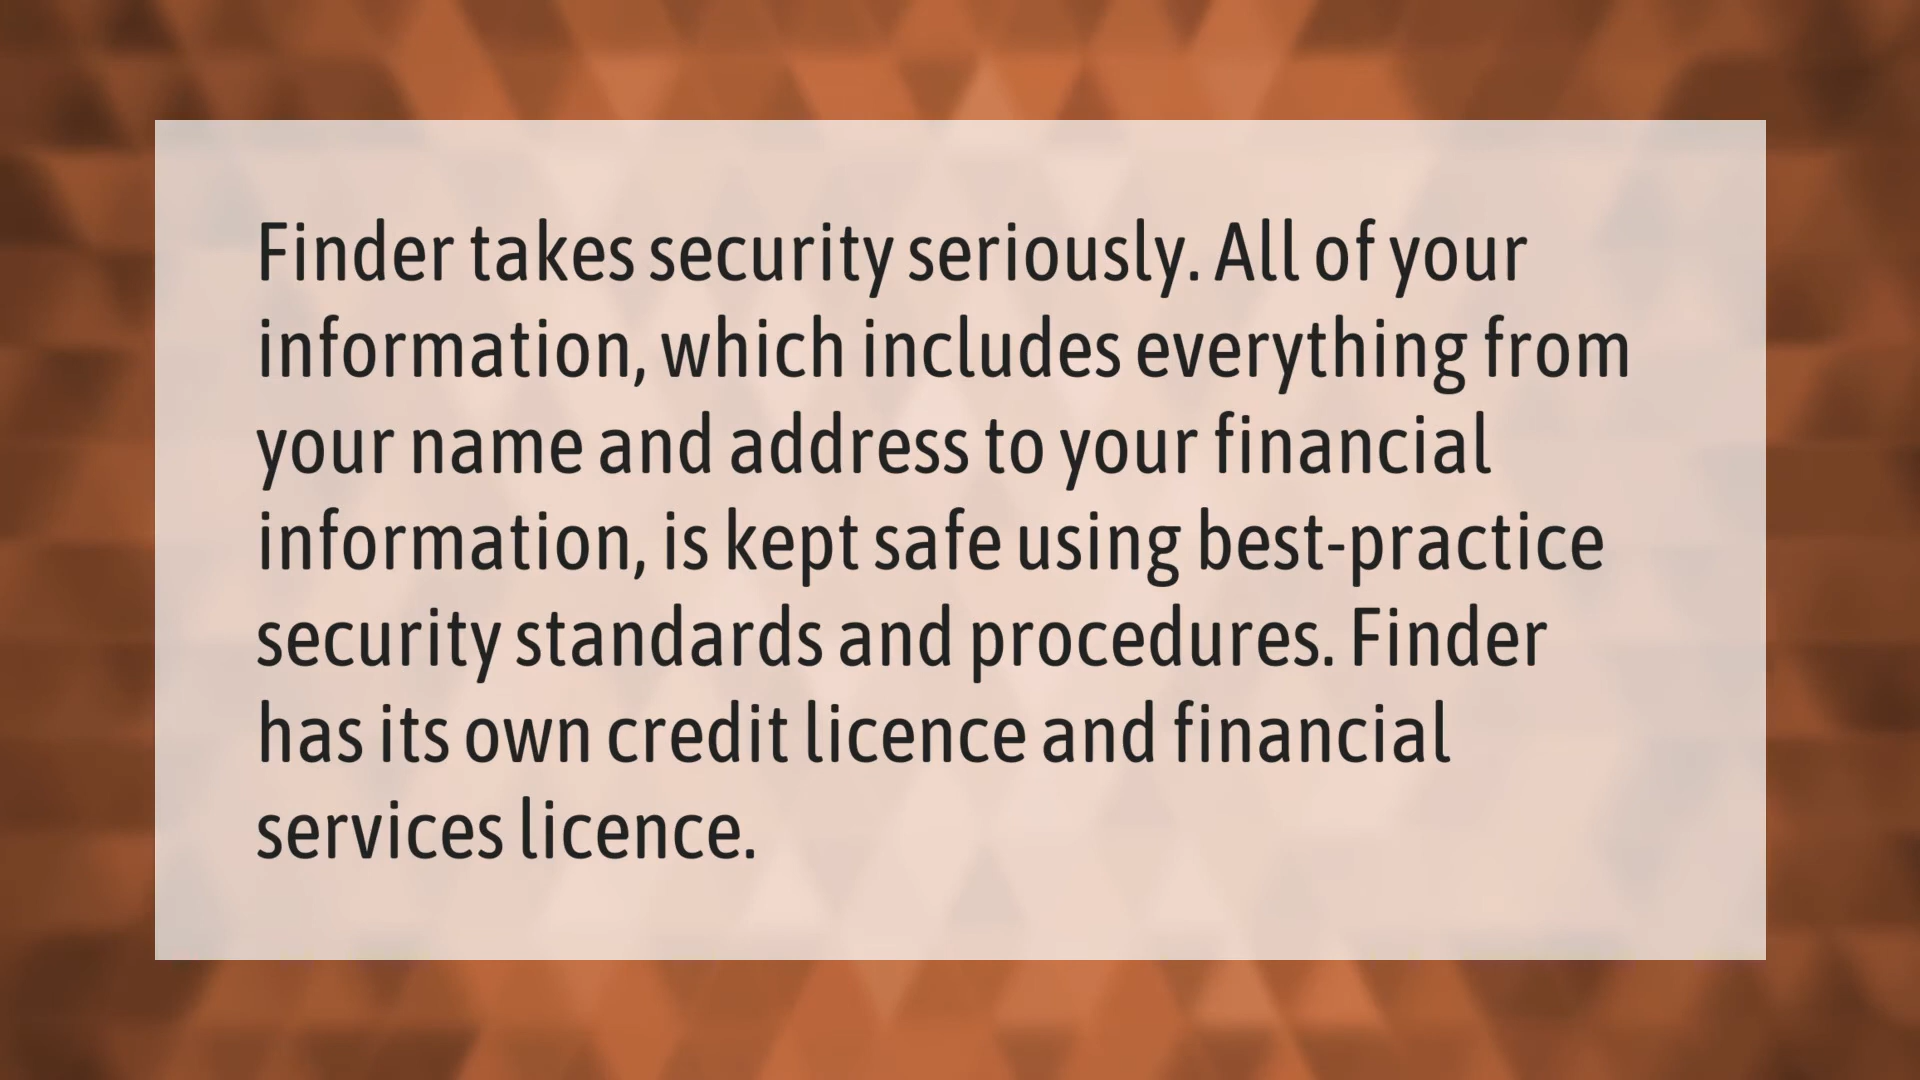 Finder takes security seriously. All of your
information, which includes everything from
your name and address to your financial
information, is kept safe using best-practice
security standards and procedures. Finder
has its own credit licence and financial
services licence.